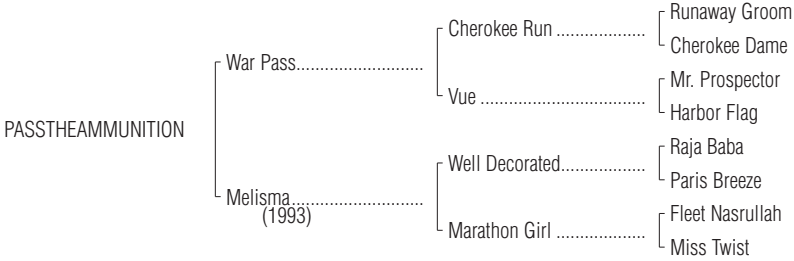 Runaway Groom
Cherokee Run ....................
Cherokee Dame
War Pass............................
Mr. Prospector
Vue .....................................
Harbor Flag
PASSTHEAMMUNITION
Raja Baba
Well Decorated...................
Paris Breeze
Melisma.............................
(1993)
Fleet Nasrullah
Marathon Girl ....................
Miss Twist